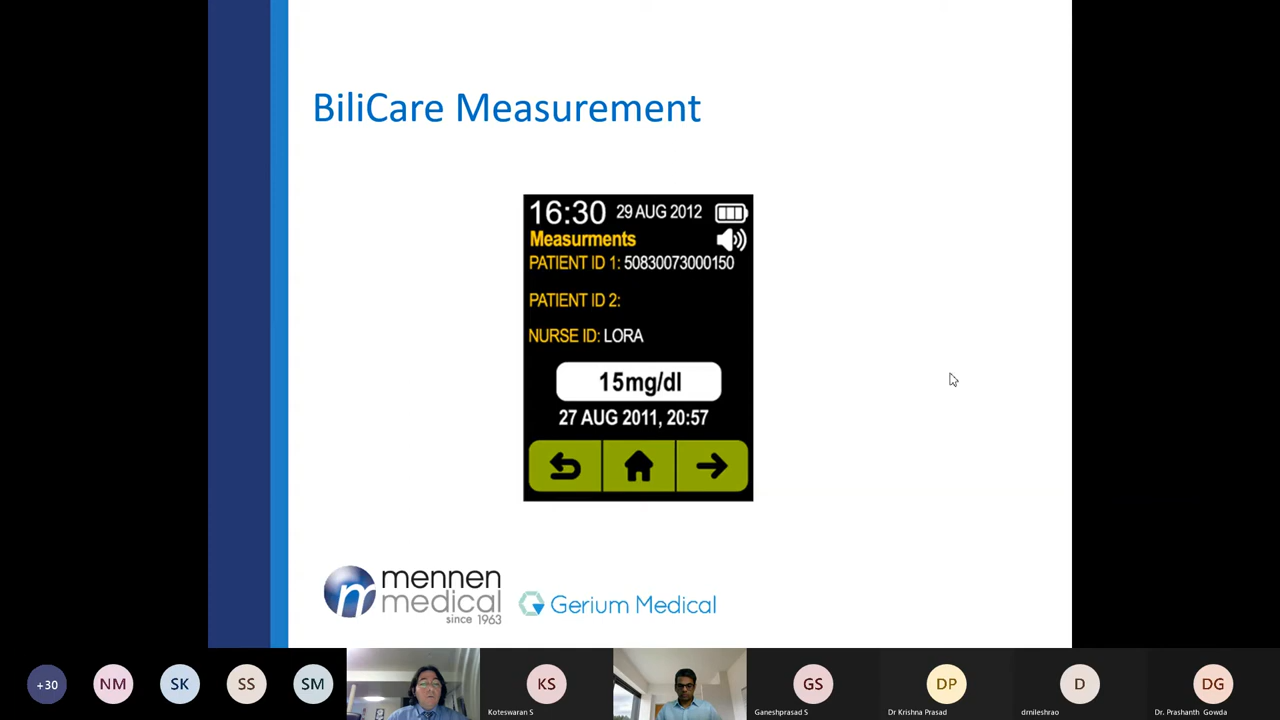 BiliCare Measurement
16:30 29 AUG 2012
Measurments
PATIENT ID 1: 50830073000150
PATIENT ID 2:
NURSE ID: LORA
15mg/dl
27 AUG 2011, 20:57
mennen
medical
since 1963
Gerium Medical
+30 NM SK SS SM KS GS DP D DG
Koteswaran S Ganeshprasad S Dr Krishna Prasad drnileshrao Dr. Prashanth Gowda